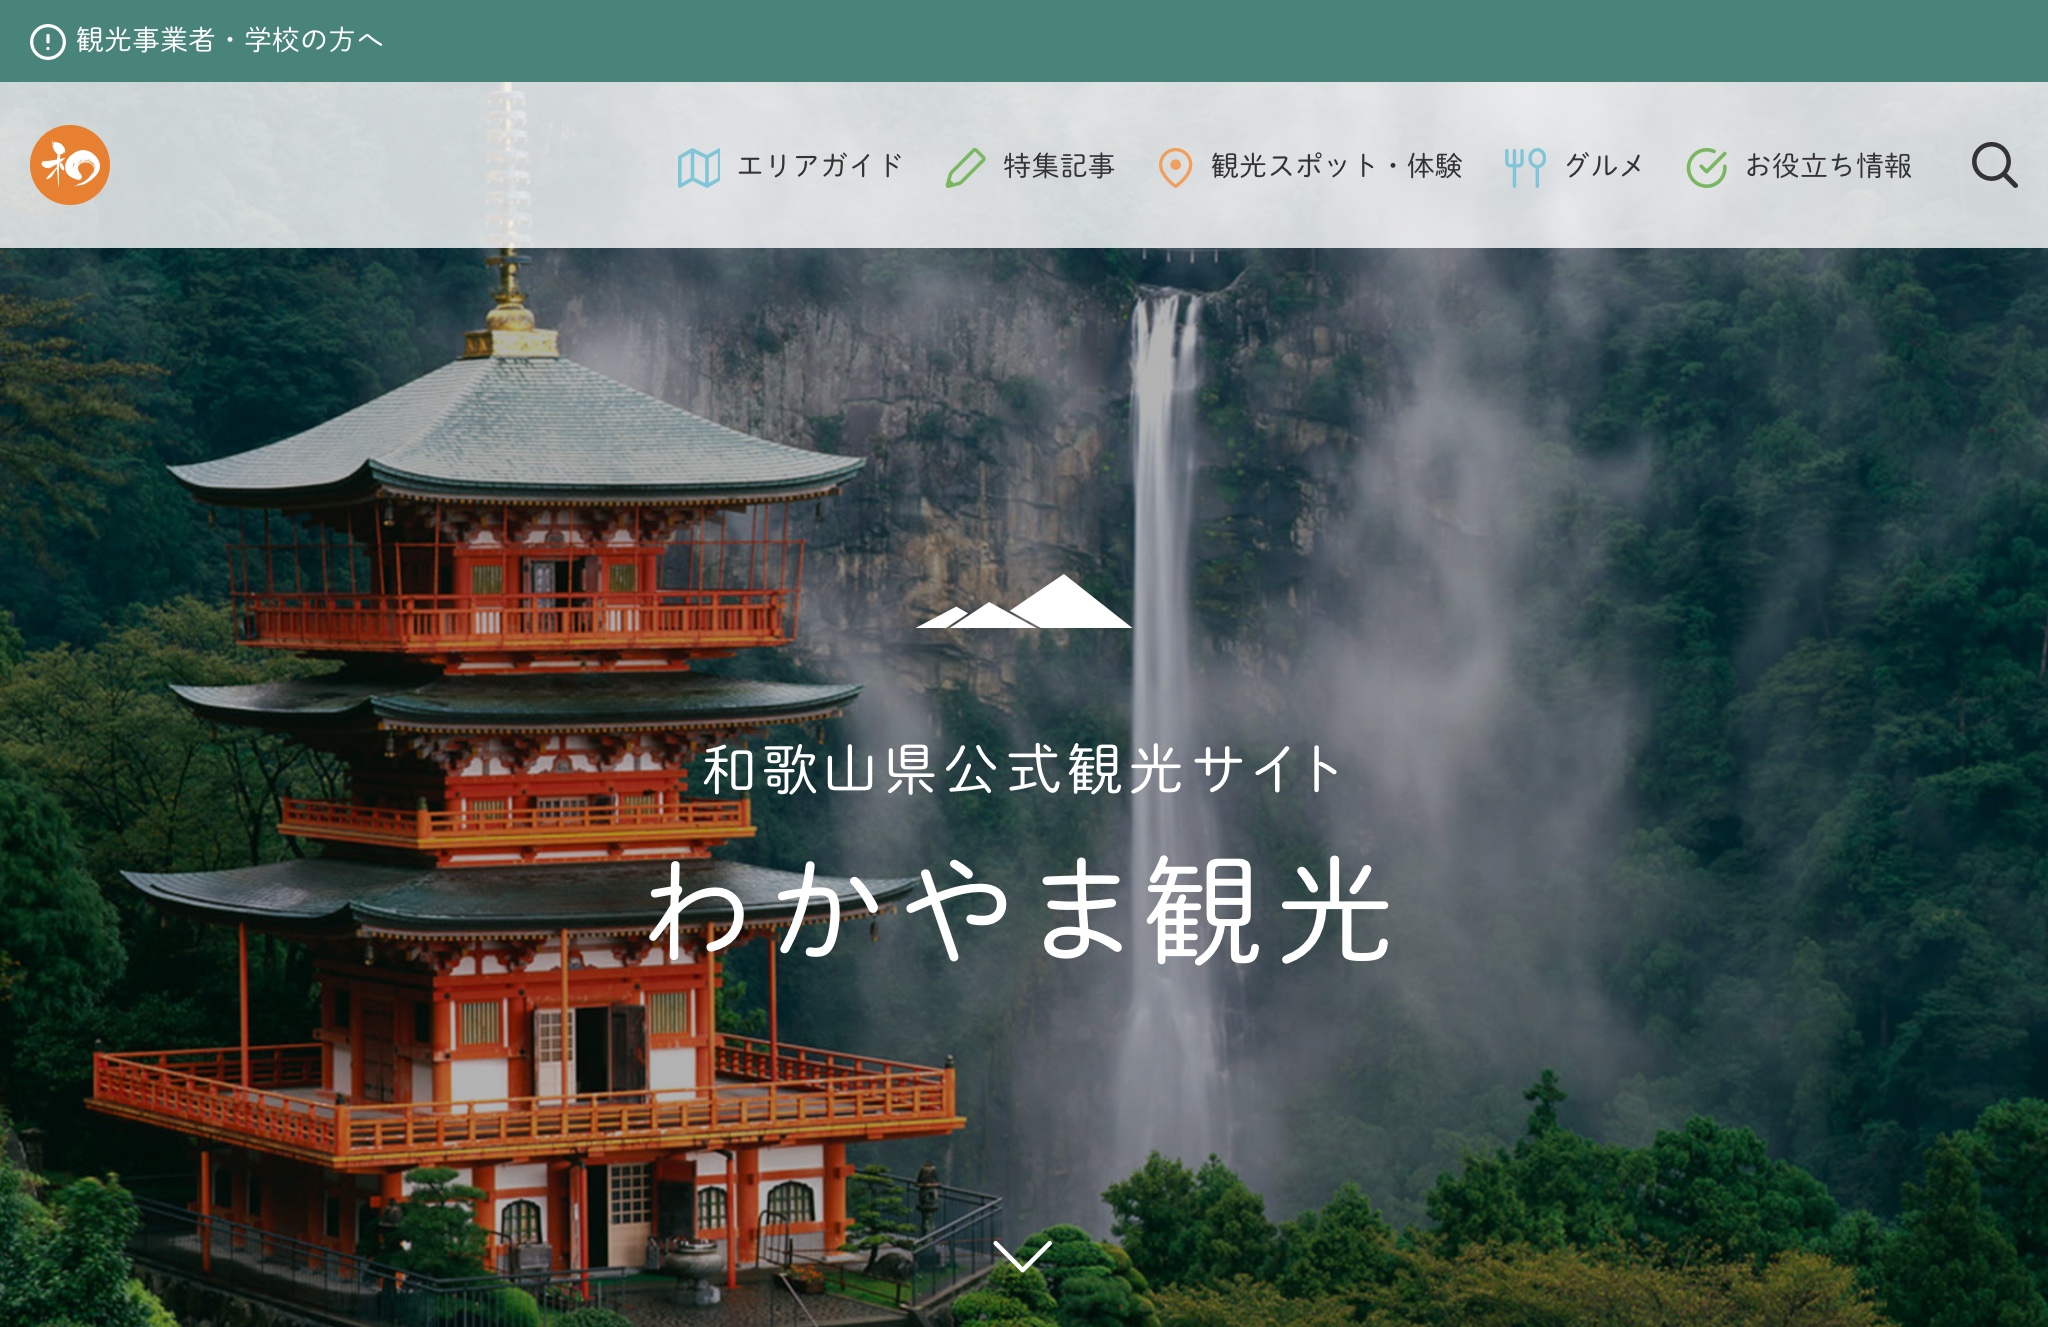 観光事業者・学校の方へ
和
エリアガイド
特集記事
観光スポット・体験
グルメ
お役立ち情報
和歌山県公式観光サイト
わかやま観光